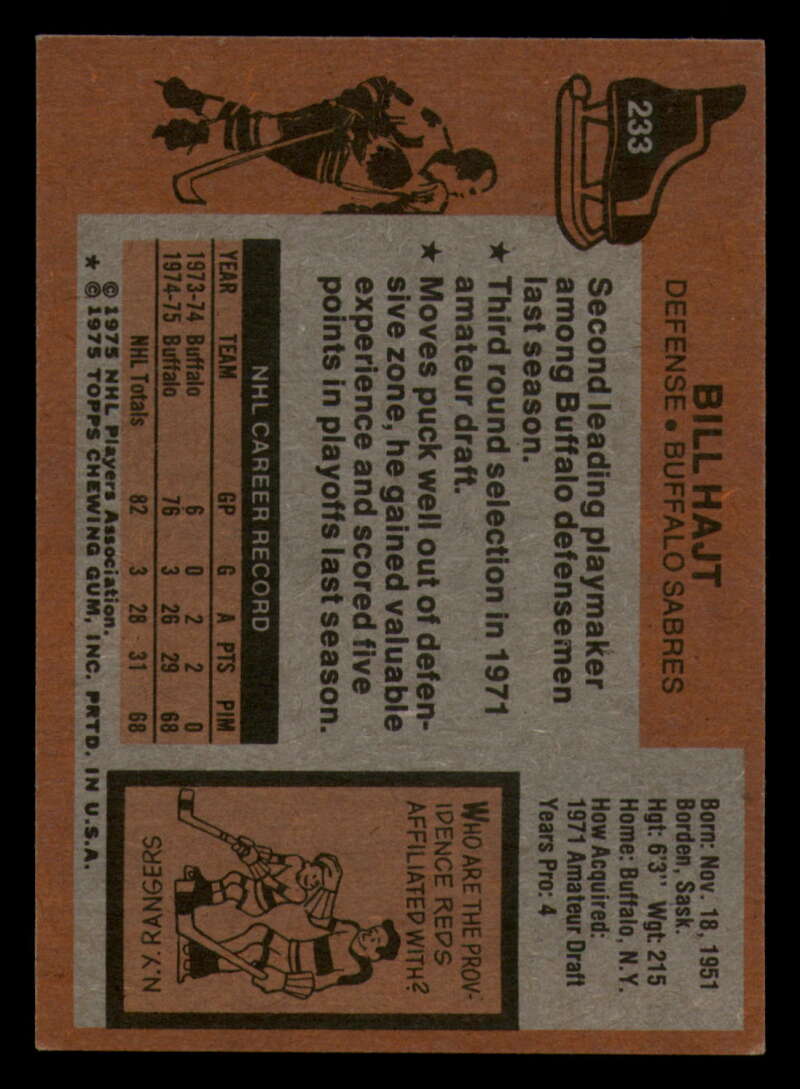 233
BILL HAJT
DEFENSE • BUFFALO SABRES
Second leading playmaker
among Buffalo defensemen
last season.
★ Third round selection in 1971
amateur draft.
★ Moves puck well out of defen-
sive zone, he gained valuable
experience and scored five
points in playoffs last season.
NHL CAREER RECORD
YEAR TEAM GP G A PTS PIM
1973-74 Buffalo 6 0 2 2 0
1974-75 Buffalo 76 3 26 29 68
NHL Totals 82 3 28 31 68
© 1975 NHL Players Association.
* © 1975 TOPPS CHEWING GUM, INC. PRTD. IN U.S.A.
Born: Nov. 18, 1951
Borden, Sask.
Hgt: 6'3" Wgt: 215
Home: Buffalo, N.Y.
How Acquired:
1971 Amateur Draft
Years Pro: 4
WHO ARE THE PROV-
IDENCE REDS
AFFILIATED WITH?
N.Y. RANGERS